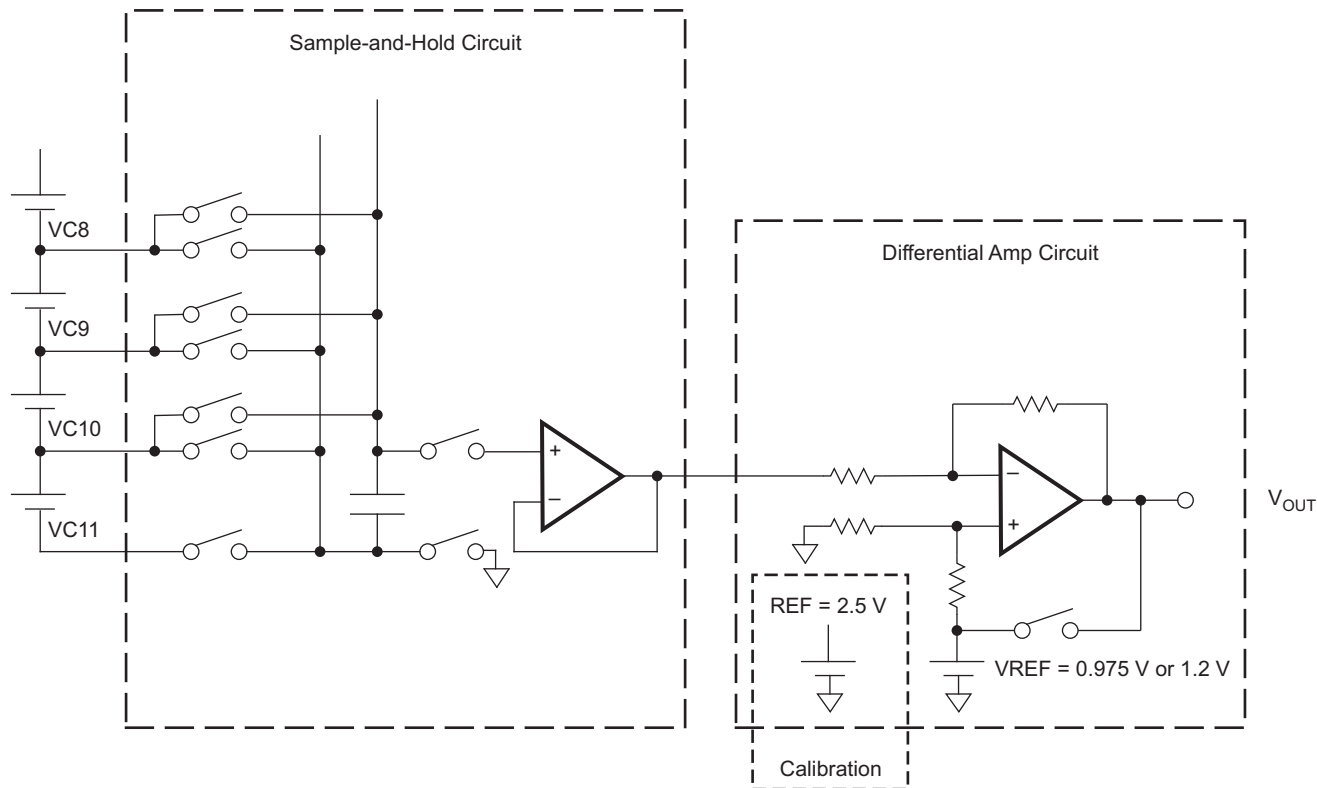 Sample-and-Hold Circuit
VC8
VC9
VC10
VC11
+
−
Differential Amp Circuit
−
+
V_OUT
REF = 2.5 V
VREF = 0.975 V or 1.2 V
Calibration